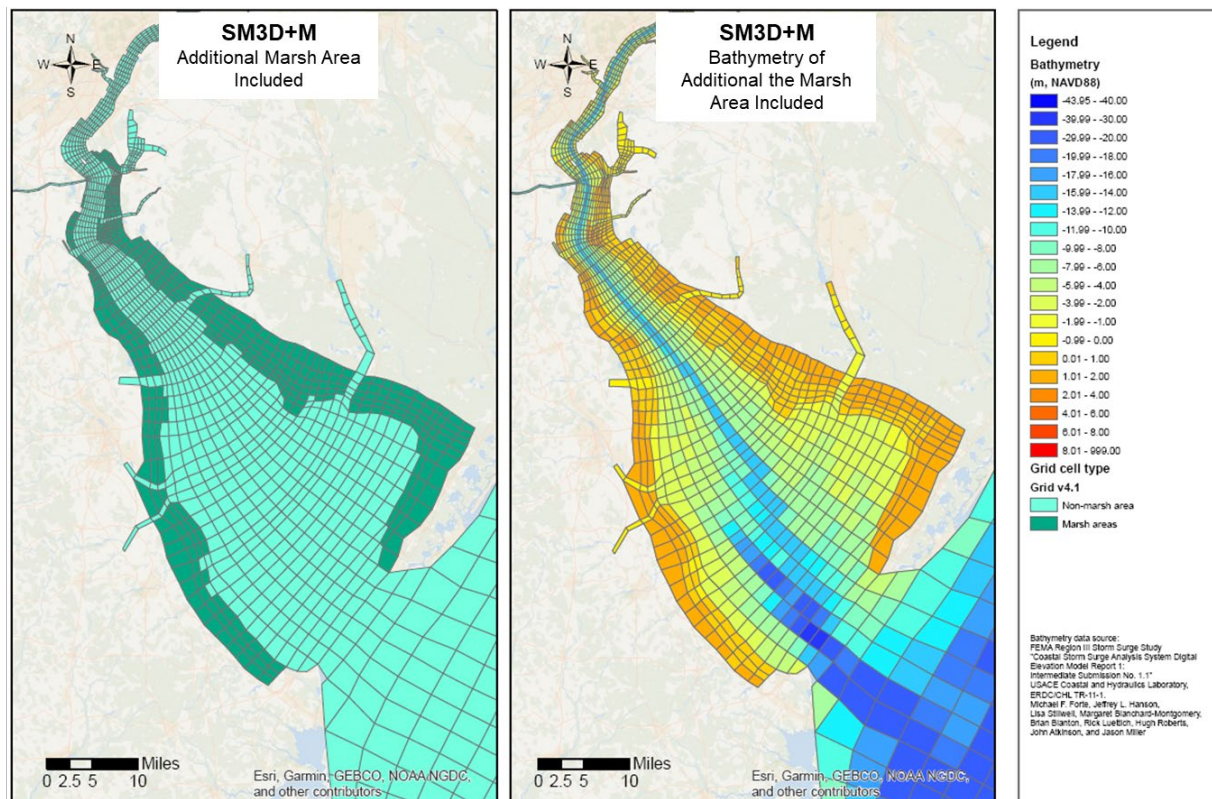 SM3D+M
Additional Marsh Area
Included
N
W E
S
0 2.5 5 10 Miles
Esri, Garmin, GEBCO, NOAA NGDC,
and other contributors
SM3D+M
Bathymetry of
Additional the Marsh
Area Included
N
W E
S
0 2.5 5 10 Miles
Esri, Garmin, GEBCO, NOAA NGDC,
and other contributors
Legend
Bathymetry
(m, NAVD88)
-43.95 - -40.00
-39.99 - -30.00
-29.99 - -20.00
-19.99 - -18.00
-17.99 - -16.00
-15.99 - -14.00
-13.99 - -12.00
-11.99 - -10.00
-9.99 - -8.00
-7.99 - -6.00
-5.99 - -4.00
-3.99 - -2.00
-1.99 - -1.00
-0.99 - 0.00
0.01 - 1.00
1.01 - 2.00
2.01 - 4.00
4.01 - 6.00
6.01 - 8.00
8.01 - 999.00
Grid cell type
Grid v4.1
Non-marsh area
Marsh areas
Bathymetry data source:
FEMA Region III Storm Surge Study
"Coastal Storm Surge Analysis System Digital
Elevation Model Report 1:
Intermediate Submission No. 1.1"
USACE Coastal and Hydraulics Laboratory,
ERDC/CHL TR-11-1.
Michael F. Forte, Jeffrey L. Hanson,
Lisa Stillwell, Margaret Blanchard-Montgomery,
Brian Blanton, Rick Luettich, Hugh Roberts,
John Atkinson, and Jason Miller